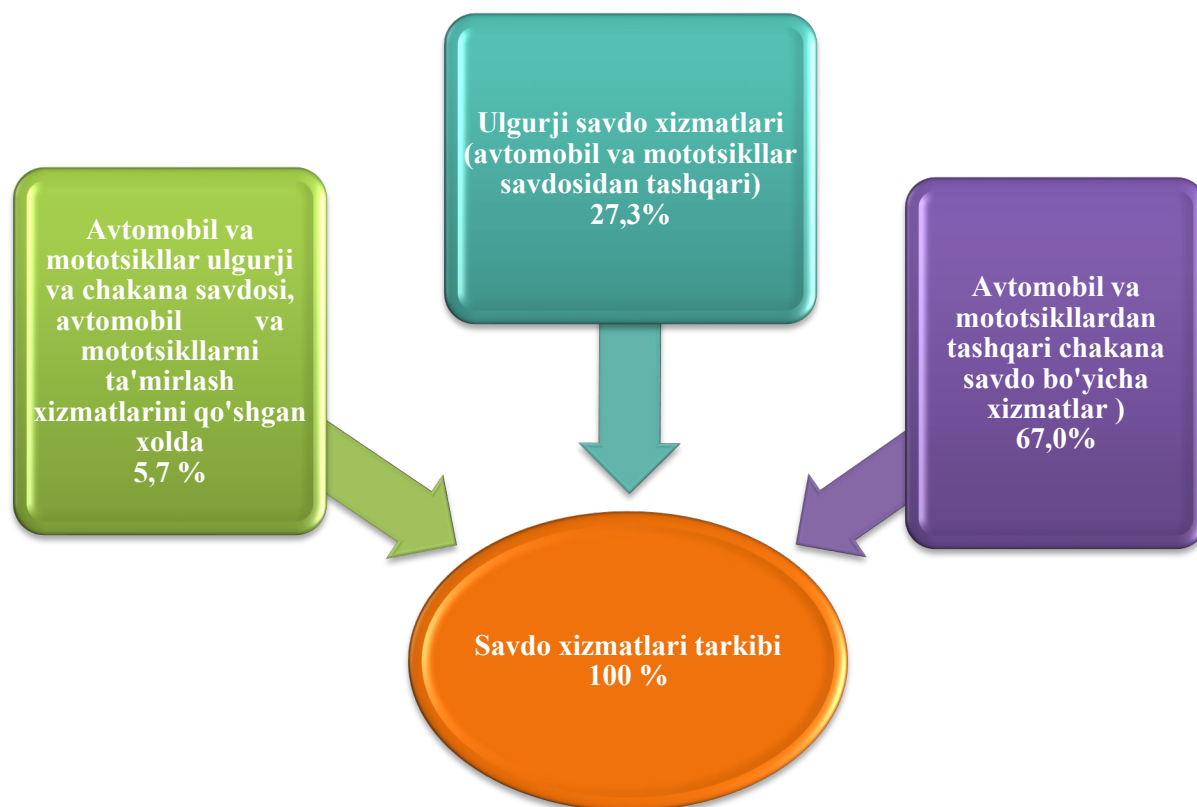 Avtomobil va
mototsikllar ulgurji
va chakana savdosi,
avtomobil va
mototsikllarni
ta'mirlash
xizmatlarini qo'shgan
xolda
5,7 %
Ulgurji savdo xizmatlari
(avtomobil va mototsikllar
savdosidan tashqari)
27,3%
Avtomobil va
mototsikllardan
tashqari chakana
savdo bo'yicha
xizmatlar )
67,0%
Savdo xizmatlari tarkibi
100 %